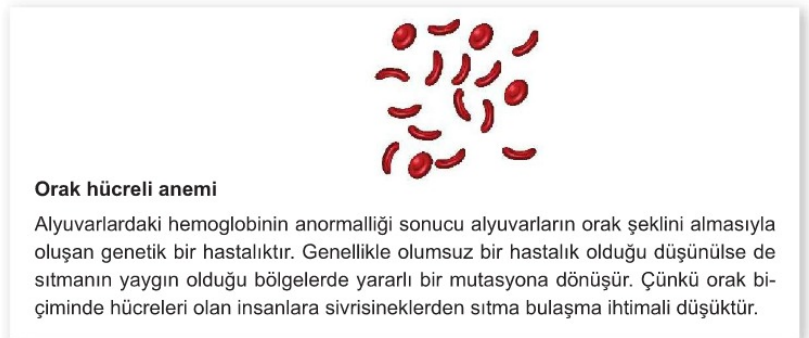 Orak hücreli anemi
Alyuvarlardaki hemoglobinin anormalliği sonucu alyuvarların orak şeklini almasıyla
oluşan genetik bir hastalıktır. Genellikle olumsuz bir hastalık olduğu düşünülse de
sıtmanın yaygın olduğu bölgelerde yararlı bir mutasyona dönüşür. Çünkü orak bi-
çiminde hücreleri olan insanlara sivrisineklerden sıtma bulaşma ihtimali düşüktür.